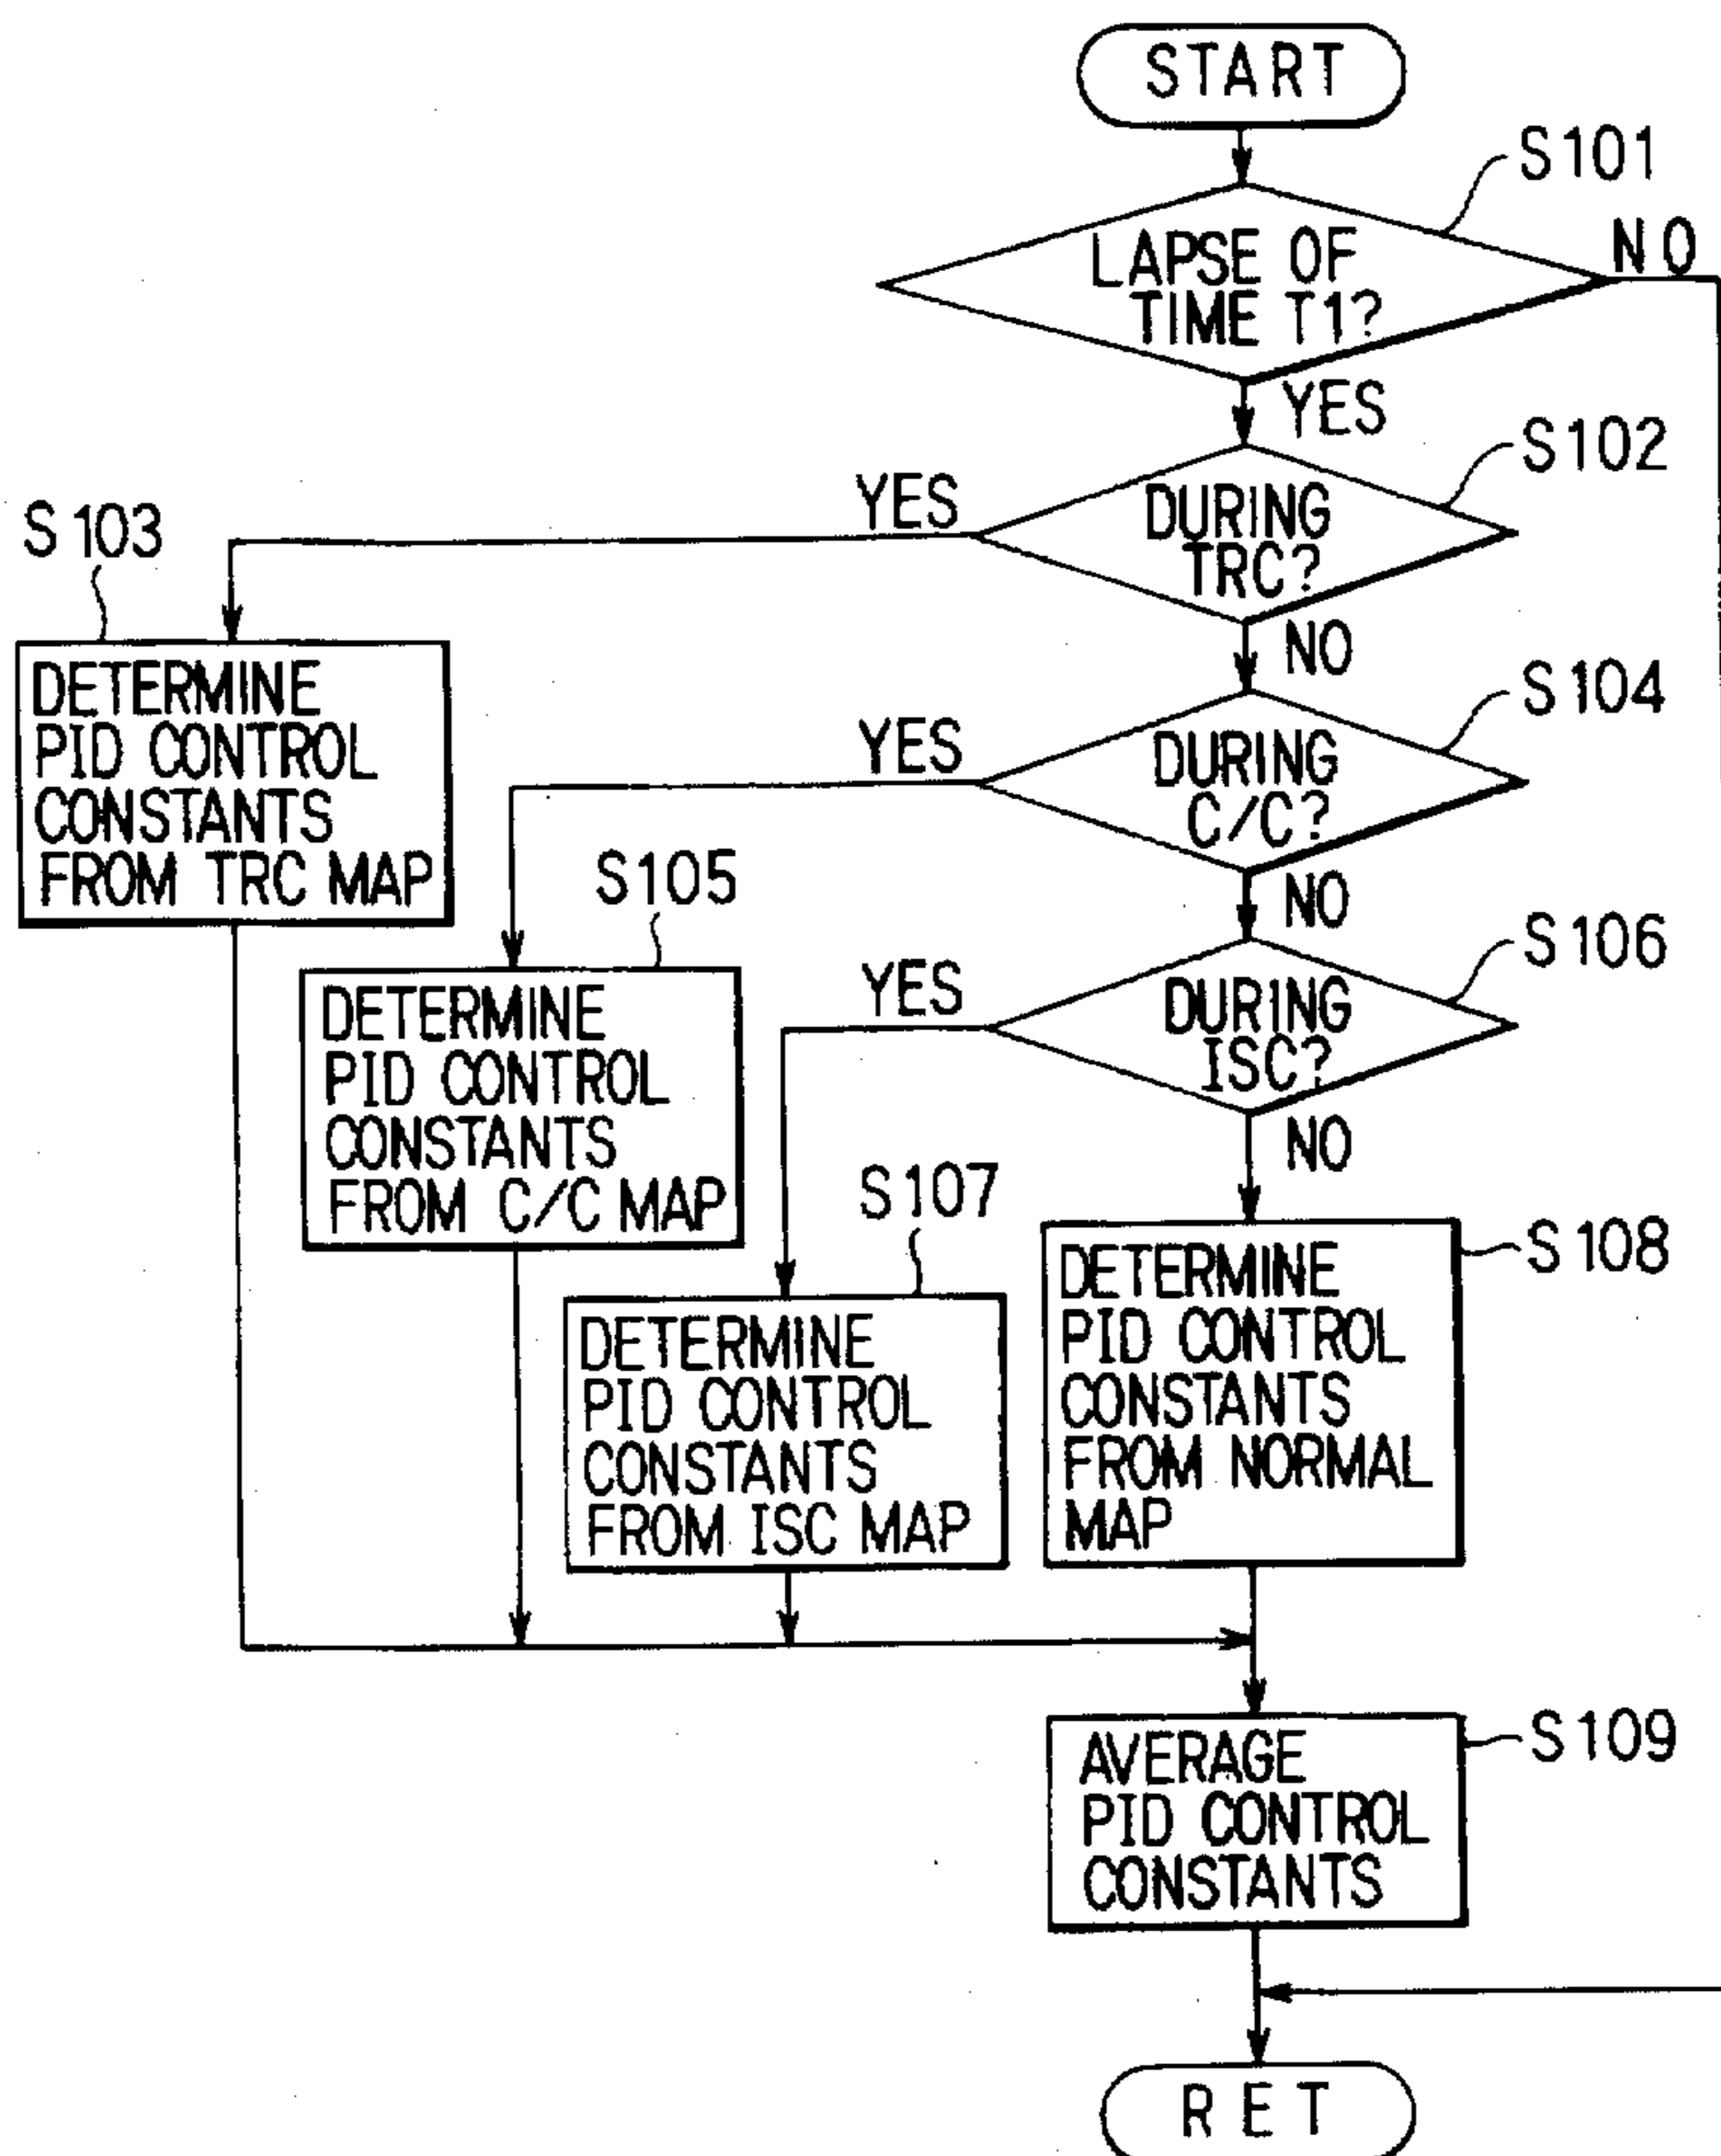 START
S101
LAPSE OF
TIME T1?
NO
YES
S102
DURING
TRC?
YES
S103
NO
DETERMINE
PID CONTROL
CONSTANTS
FROM TRC MAP
S104
DURING
C/C?
YES
S105
NO
DETERMINE
PID CONTROL
CONSTANTS
FROM C/C MAP
S106
DURING
ISC?
YES
S107
NO
DETERMINE
PID CONTROL
CONSTANTS
FROM ISC MAP
S108
DETERMINE
PID CONTROL
CONSTANTS
FROM NORMAL
MAP
S109
AVERAGE
PID CONTROL
CONSTANTS
RET